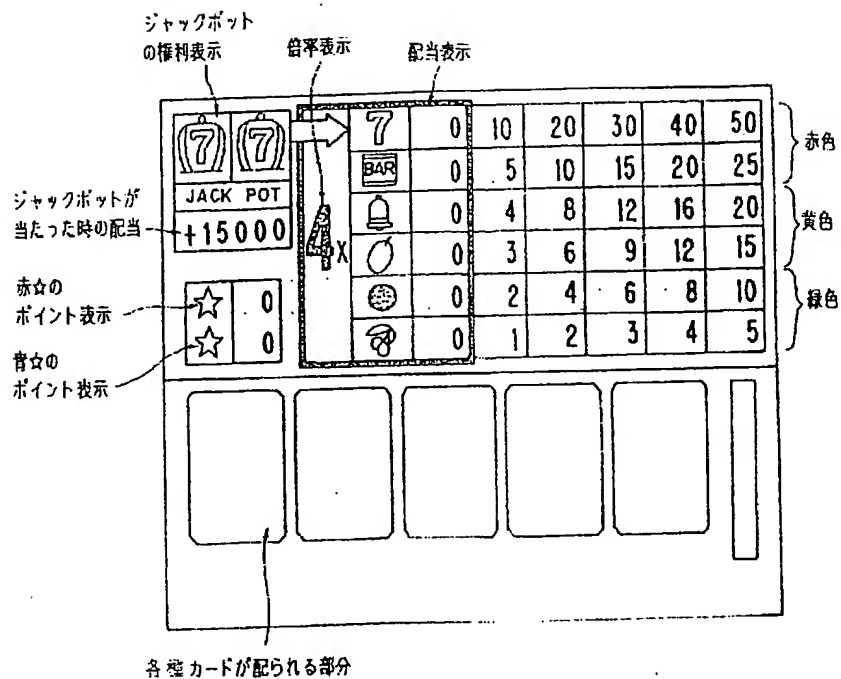 ジャックポット
の権利表示
倍率表示
配当表示
7 7
7 0 10 20 30 40 50
赤色
BAR 0 5 10 15 20 25
JACK POT
ジャックポットが
当たった時の配当
+15000
4X
0 4 8 12 16 20
黄色
0 3 6 9 12 15
赤☆の
ポイント表示
☆ 0
0 2 4 6 8 10
緑色
☆ 0
0 1 2 3 4 5
青☆の
ポイント表示
各種カードが配られる部分